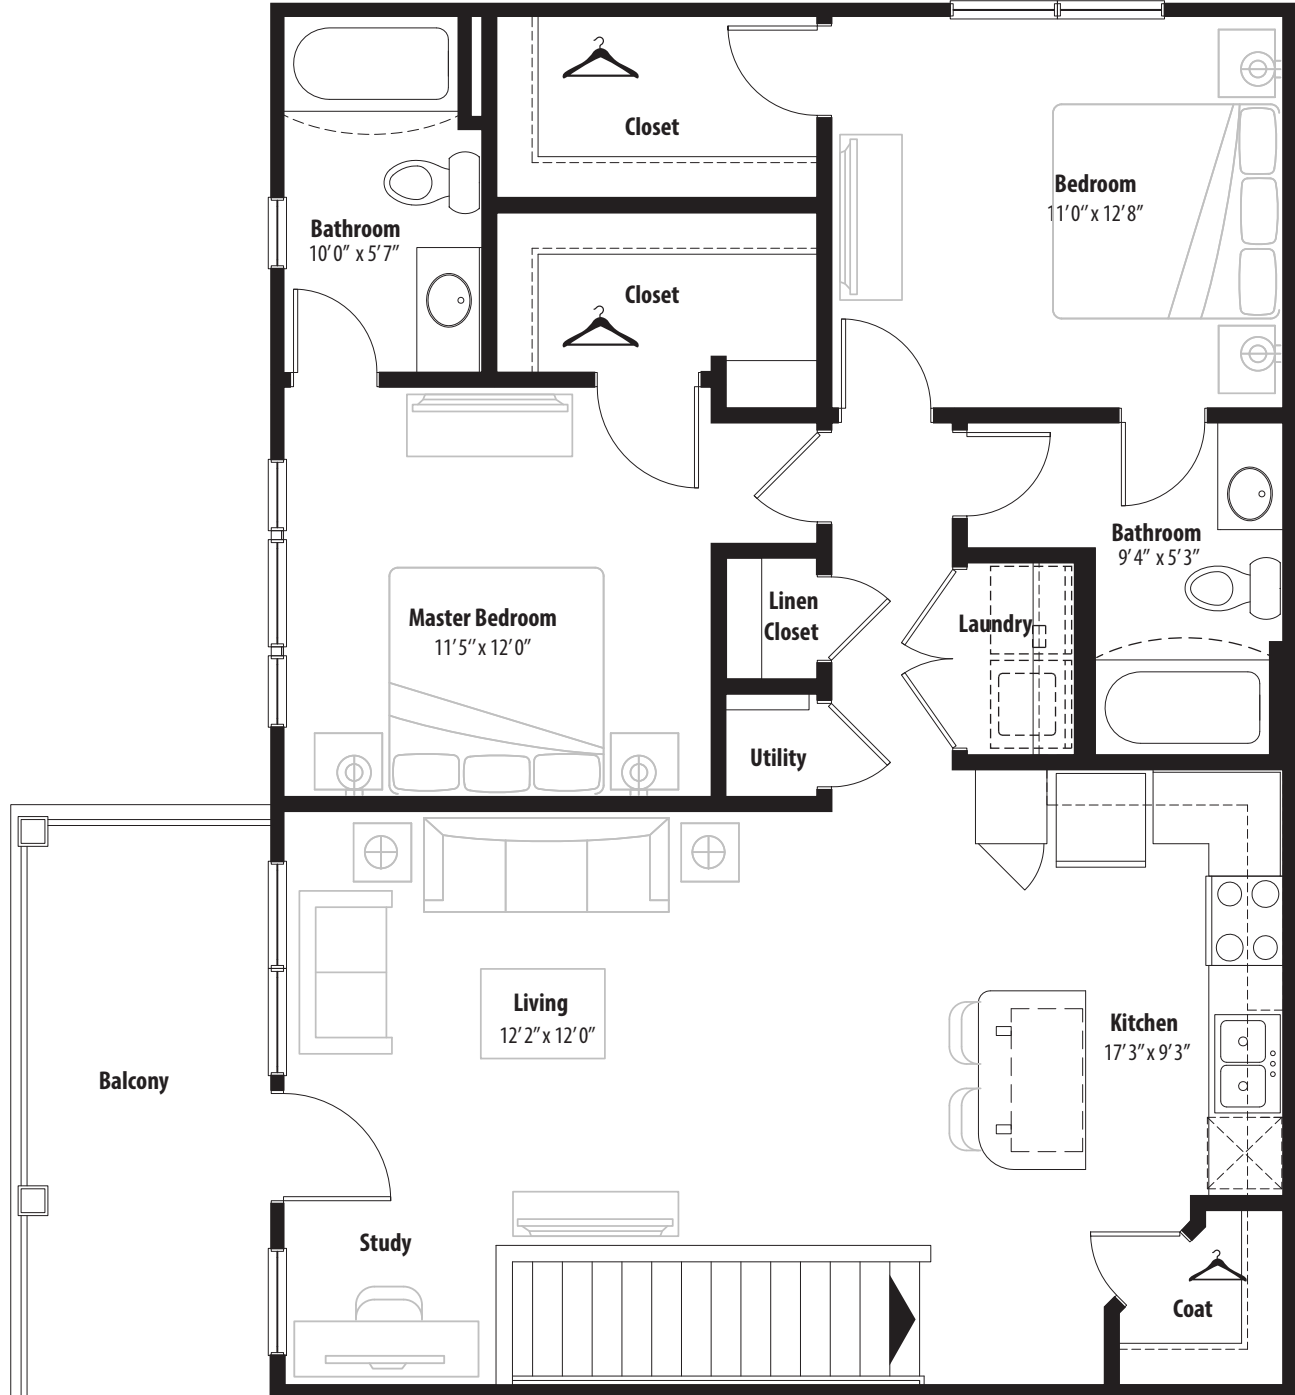 Closet
Bedroom
11'0" x 12'8"
Bathroom
10'0" x 5'7"
Closet
Bathroom
9'4" x 5'3"
Master Bedroom
11'5" x 12'0"
Linen
Closet
Laundry
Utility
Living
12'2" x 12'0"
Kitchen
17'3" x 9'3"
Balcony
Study
Coat